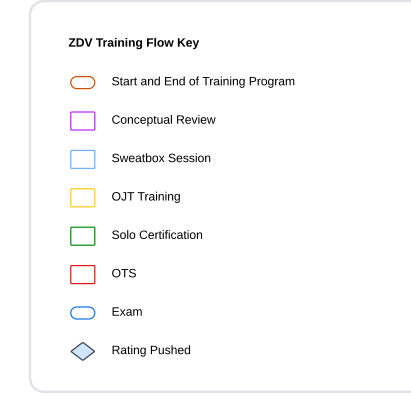 ZDV Training Flow Key
Start and End of Training Program
Conceptual Review
Sweatbox Session
OJT Training
Solo Certification
OTS
Exam
Rating Pushed